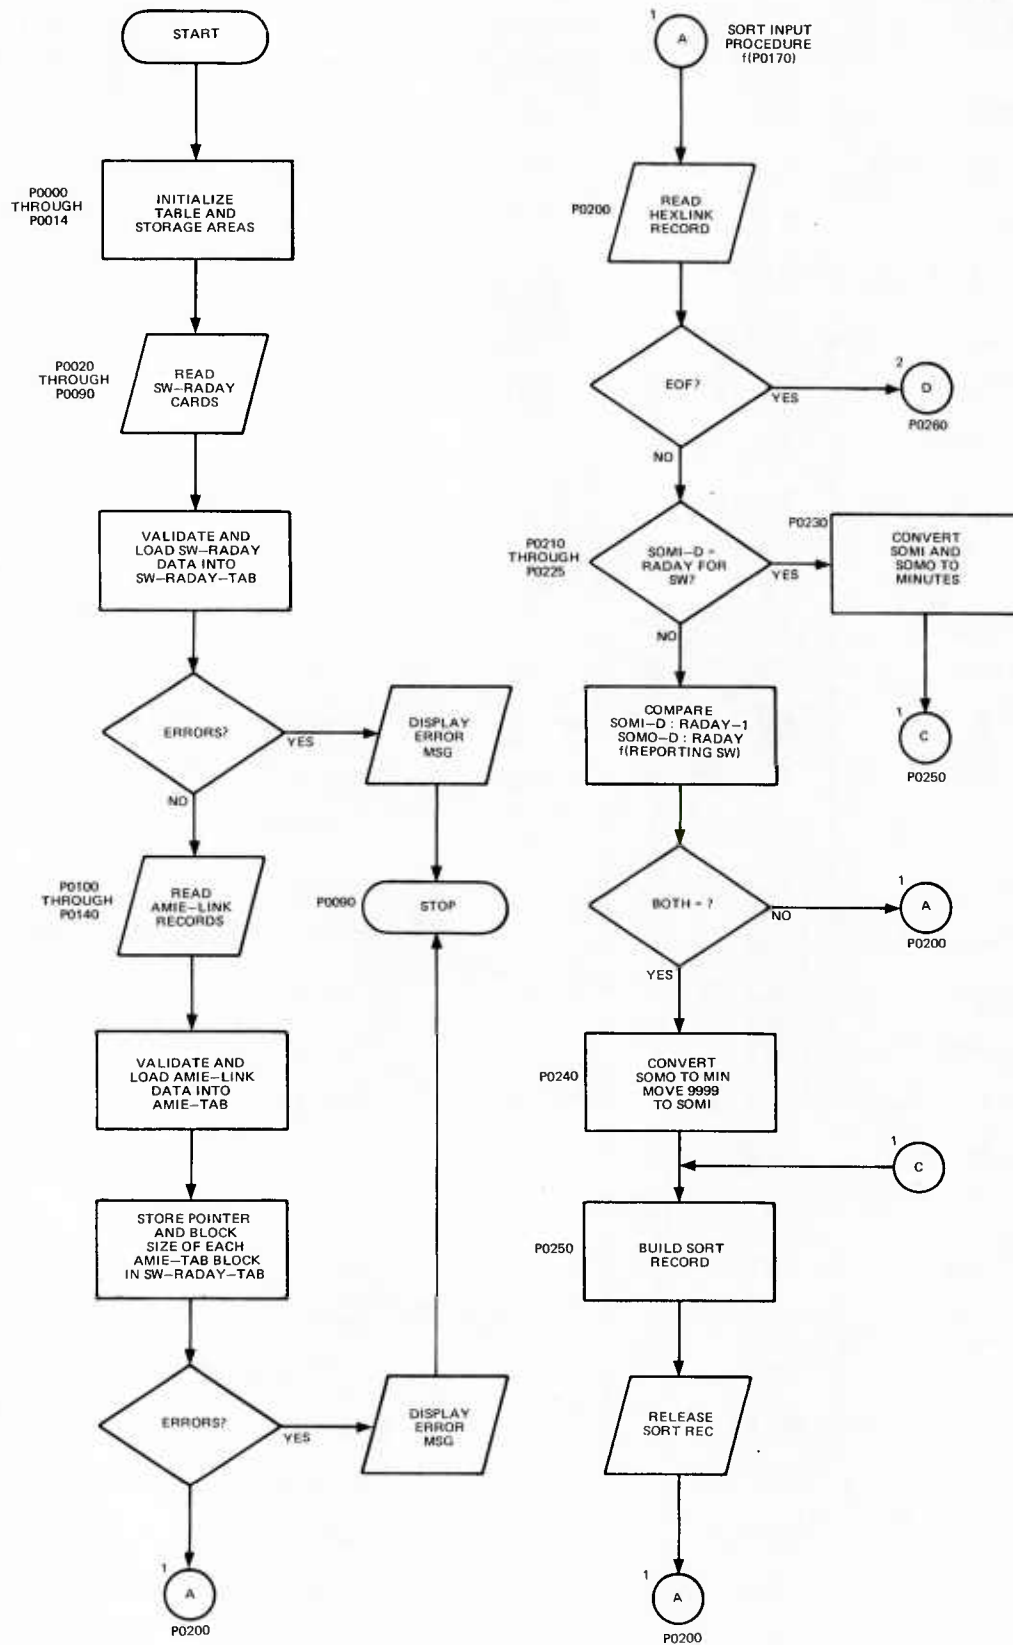 START
P0000
THROUGH
P0014
INITIALIZE
TABLE AND
STORAGE AREAS
P0020
THROUGH
P0090
READ
SW-RADAY
CARDS
VALIDATE AND
LOAD SW-RADAY
DATA INTO
SW-RADAY-TAB
ERRORS?
YES
NO
DISPLAY
ERROR
MSG
P0090
STOP
P0100
THROUGH
P0140
READ
AMIE-LINK
RECORDS
VALIDATE AND
LOAD AMIE-LINK
DATA INTO
AMIE-TAB
STORE POINTER
AND BLOCK
SIZE OF EACH
AMIE-TAB BLOCK
IN SW-RADAY-TAB
ERRORS?
YES
DISPLAY
ERROR
MSG
1
A
P0200
1
A
SORT INPUT
PROCEDURE
f(P0170)
P0200
READ
HEXLINK
RECORD
EOF?
YES
2
D
P0260
NO
P0210
THROUGH
P0225
SOMI-D =
RADAY FOR
SW?
YES
P0230
CONVERT
SOMI AND
SOMO TO
MINUTES
1
C
P0250
NO
COMPARE
SOMI-D : RADAY-1
SOMO-D : RADAY
f(REPORTING SW)
BOTH = ?
NO
1
A
P0200
YES
P0240
CONVERT
SOMO TO MIN
MOVE 9999
TO SOMI
1
C
P0250
BUILD SORT
RECORD
RELEASE
SORT REC
1
A
P0200